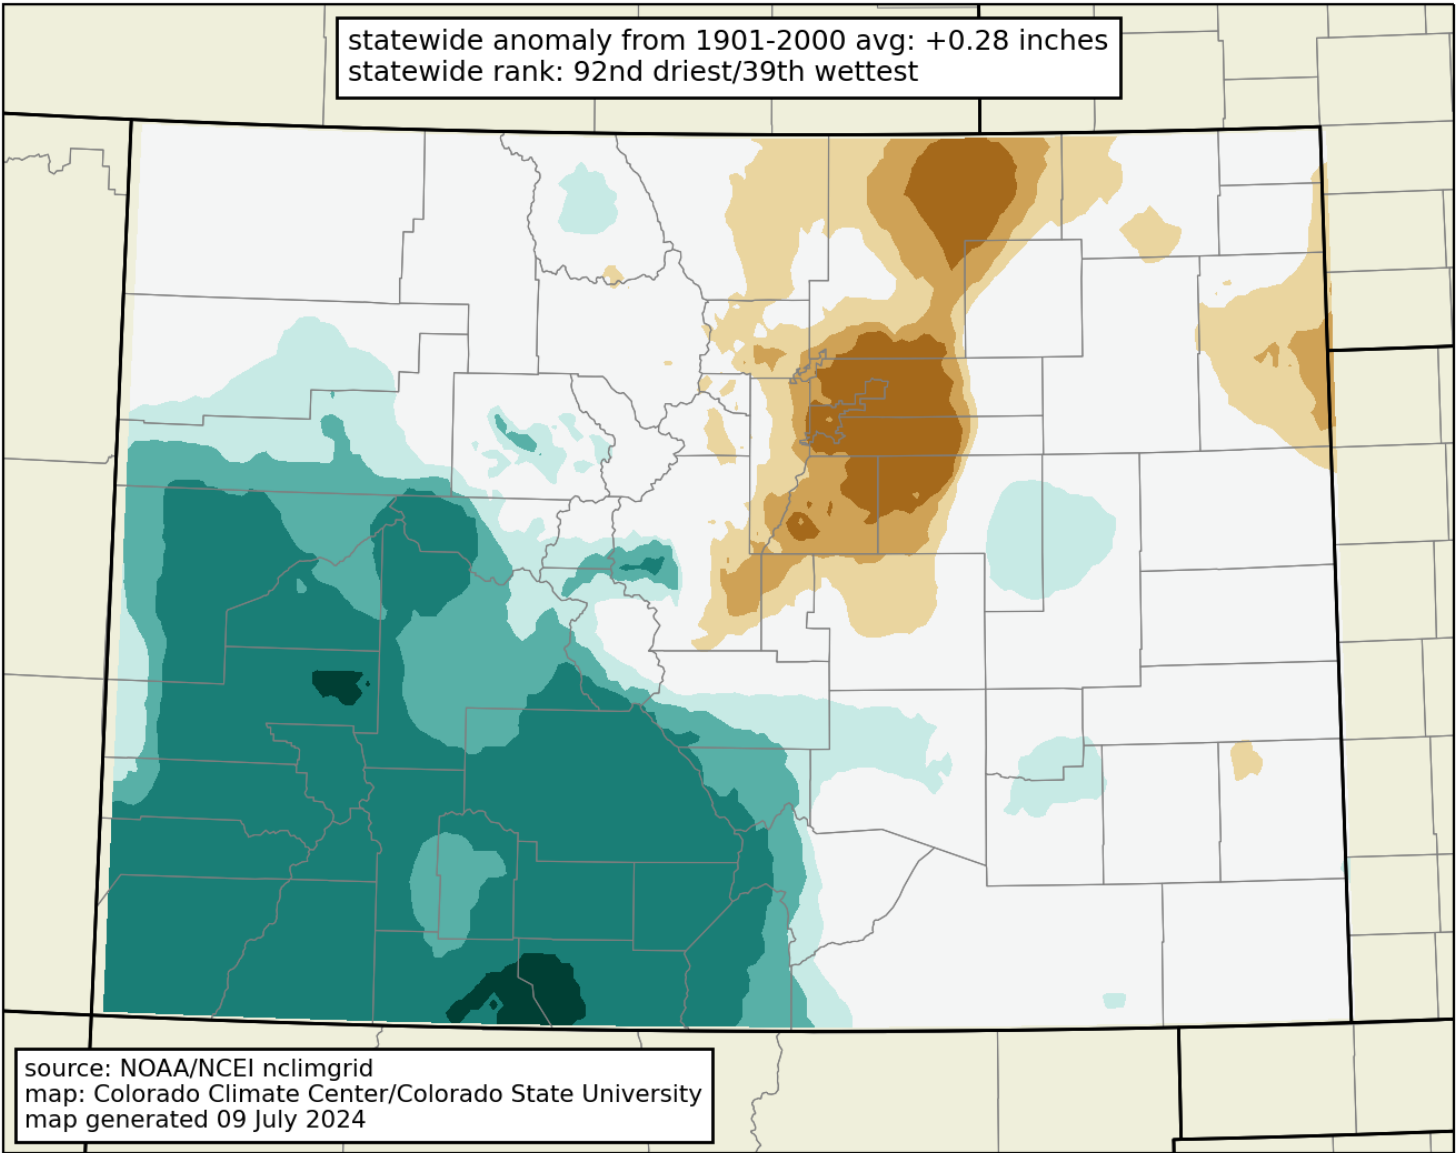 statewide anomaly from 1901-2000 avg: +0.28 inches
statewide rank: 92nd driest/39th wettest
source: NOAA/NCEI nclimgrid
map: Colorado Climate Center/Colorado State University
map generated 09 July 2024